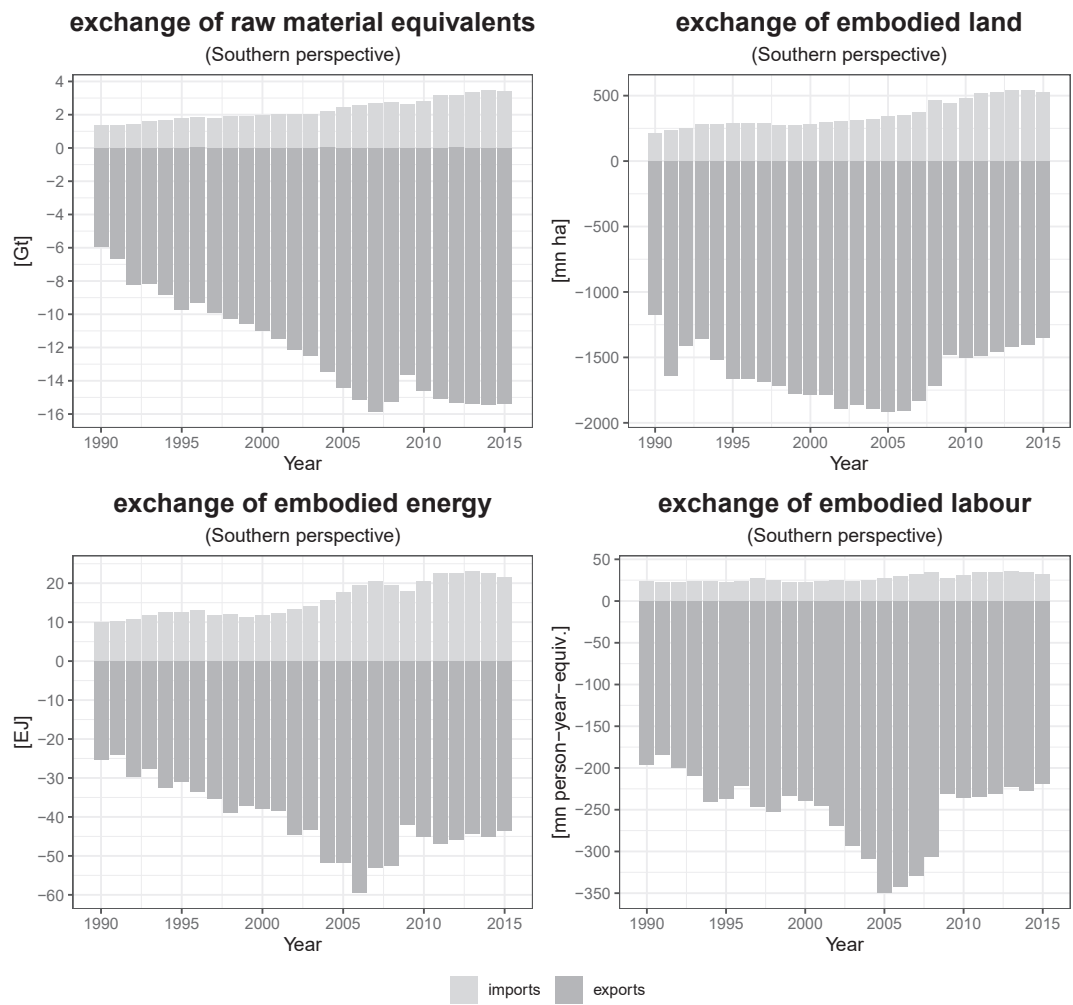 exchange of raw material equivalents
(Southern perspective)
4
2
0
−2
−4
−6
−8
−10
−12
−14
−16
[Gt]
1990 1995 2000 2005 2010 2015
Year
exchange of embodied land
(Southern perspective)
500
0
−500
−1000
−1500
−2000
[mn ha]
1990 1995 2000 2005 2010 2015
Year
exchange of embodied energy
(Southern perspective)
20
10
0
−10
−20
−30
−40
−50
−60
[EJ]
1990 1995 2000 2005 2010 2015
Year
exchange of embodied labour
(Southern perspective)
50
0
−50
−100
−150
−200
−250
−300
−350
[mn person−year−equiv.]
1990 1995 2000 2005 2010 2015
Year
imports exports